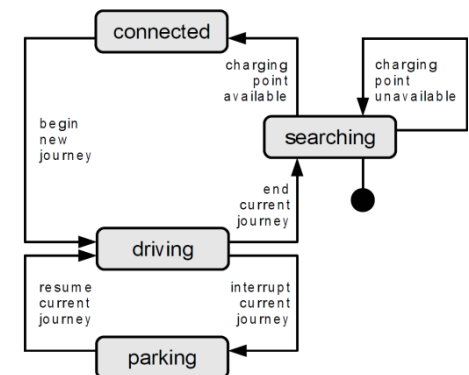 connected
charging
point
available
charging
point
unavailable
begin
new
journey
searching
end
current
journey
driving
resume
current
journey
interrupt
current
journey
parking